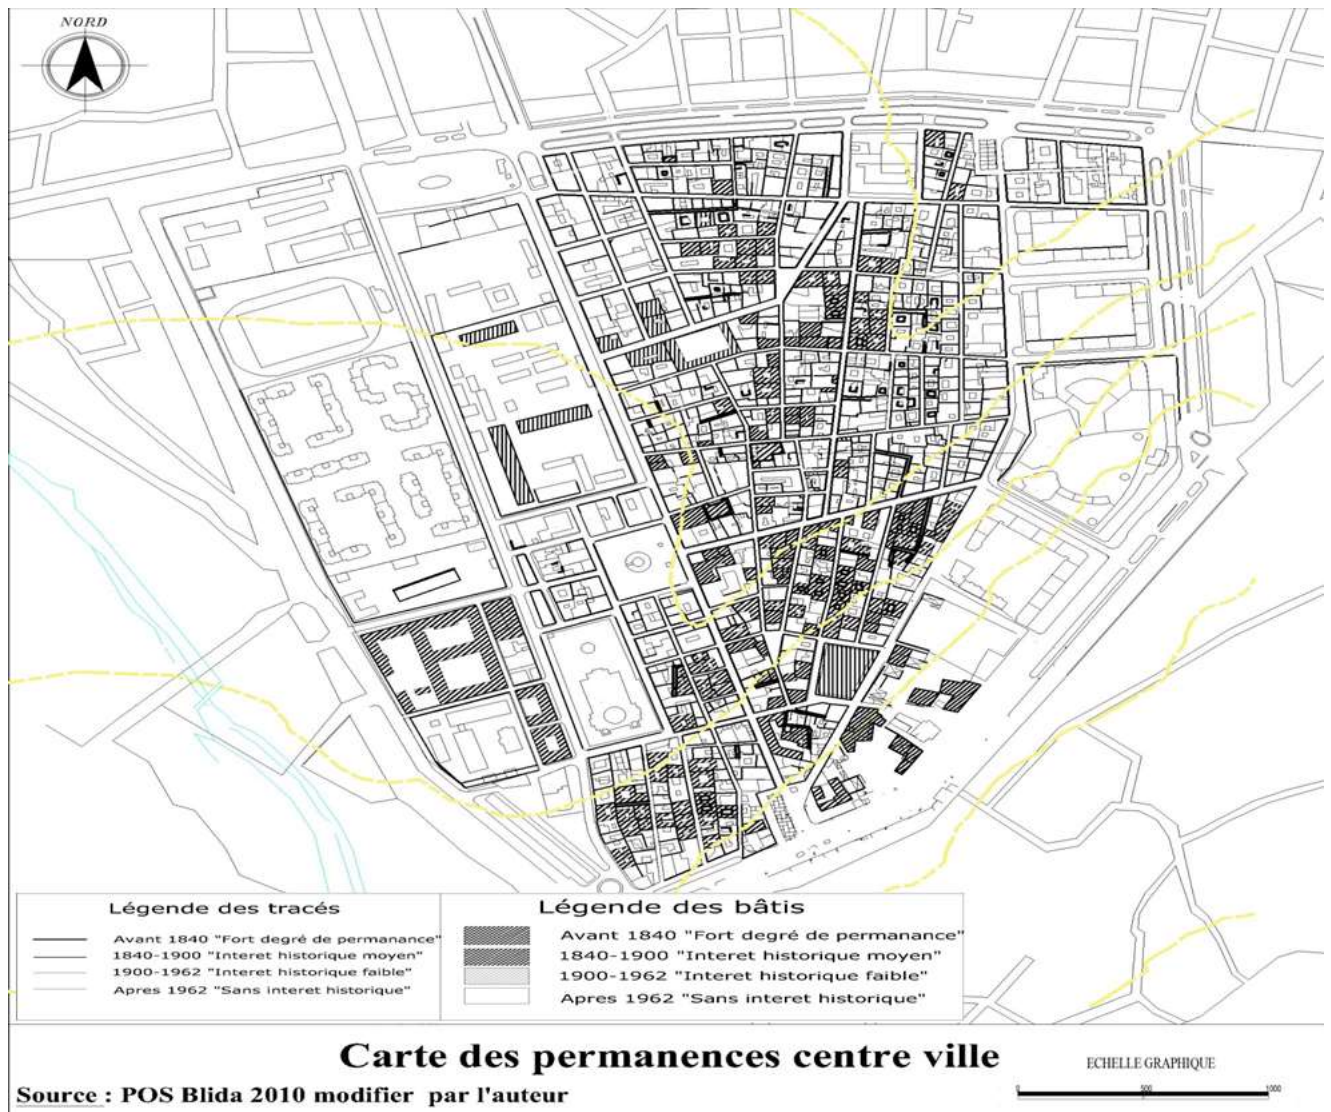 NORD
Légende des tracés
Avant 1840 "Fort degré de permanance"
1840-1900 "Interet historique moyen"
1900-1962 "Interet historique faible"
Apres 1962 "Sans interet historique"
Légende des bâtis
Avant 1840 "Fort degré de permanance"
1840-1900 "Interet historique moyen"
1900-1962 "Interet historique faible"
Apres 1962 "Sans interet historique"
Carte des permanences centre ville
Source : POS Blida 2010 modifier par l'auteur
ECHELLE GRAPHIQUE
0 500 1000